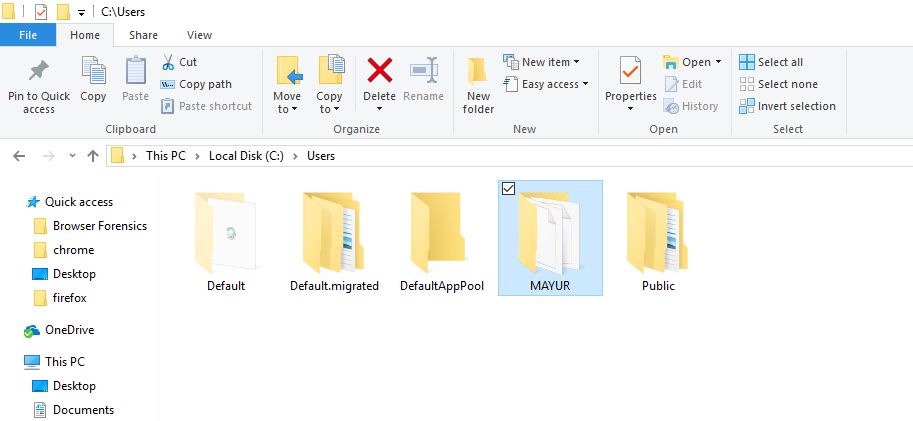 C:\Users
File Home Share View
Pin to Quick access
Copy
Paste
Cut
Copy path
Paste shortcut
Clipboard
Move to
Copy to
Delete
Rename
Organize
New folder
New item
Easy access
New
Properties
Open
Edit
History
Open
Select all
Select none
Invert selection
Select
This PC Local Disk (C:) Users
Quick access
Browser Forensics
chrome
Desktop
firefox
OneDrive
This PC
Desktop
Documents
Default Default.migrated DefaultAppPool MAYUR Public